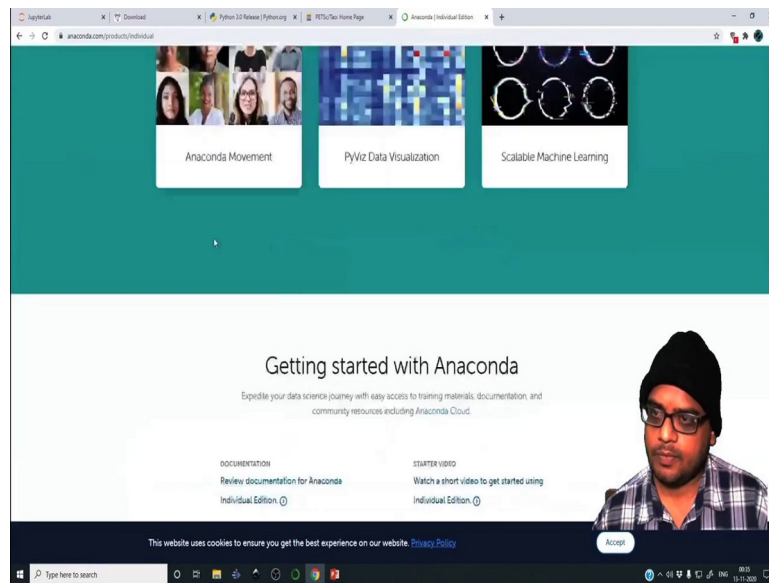 JupyterLab
Download
Python 3.0 Release | Python.org
PETSc/Tao: Home Page
Anaconda | Individual Edition
anaconda.com/products/individual
Anaconda Movement
PyViz Data Visualization
Scalable Machine Learning
Getting started with Anaconda
Expedite your data science journey with easy access to training materials, documentation, and
community resources including Anaconda Cloud.
DOCUMENTATION
Review documentation for Anaconda
Individual Edition.
STARTER VIDEO
Watch a short video to get started using
Individual Edition.
This website uses cookies to ensure you get the best experience on our website. Privacy Policy
Accept
Type here to search
ENG
00:35
13-11-2020